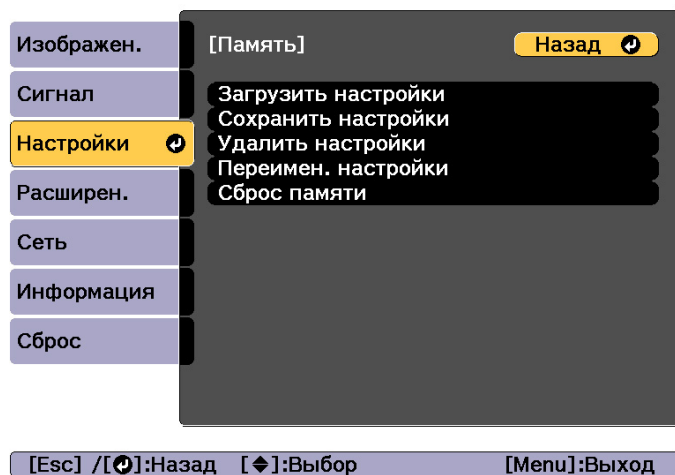 Изображен.
Сигнал
Настройки
Расширен.
Сеть
Информация
Сброс
[Память] Назад
Загрузить настройки
Сохранить настройки
Удалить настройки
Переимен. настройки
Сброс памяти
[Esc] /[⏎]:Назад [◆]:Выбор [Menu]:Выход